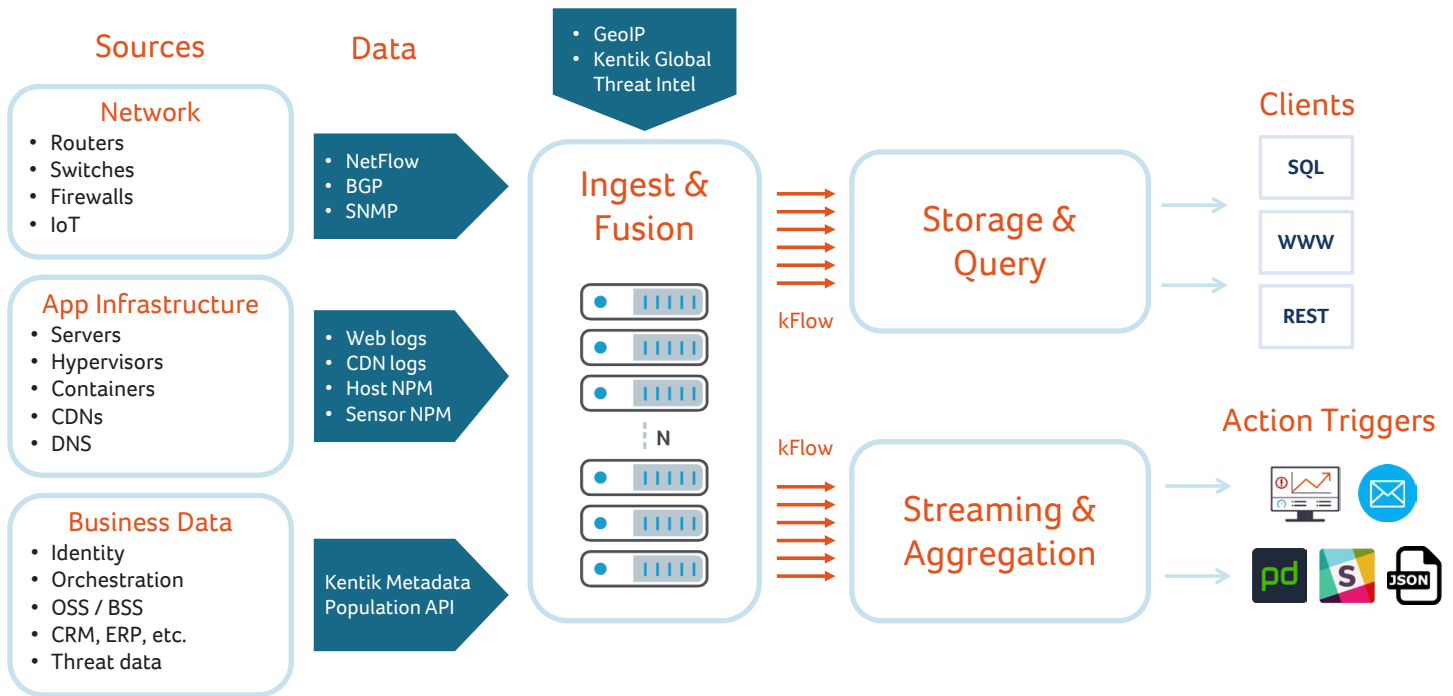 Sources
Network
• Routers
• Switches
• Firewalls
• IoT
App Infrastructure
• Servers
• Hypervisors
• Containers
• CDNs
• DNS
Business Data
• Identity
• Orchestration
• OSS / BSS
• CRM, ERP, etc.
• Threat data
Data
• NetFlow
• BGP
• SNMP
• Web logs
• CDN logs
• Host NPM
• Sensor NPM
Kentik Metadata
Population API
• GeoIP
• Kentik Global
Threat Intel
Ingest &
Fusion
N
kFlow
kFlow
Storage &
Query
Streaming &
Aggregation
Clients
SQL
WWW
REST
Action Triggers
pd
S
JSON